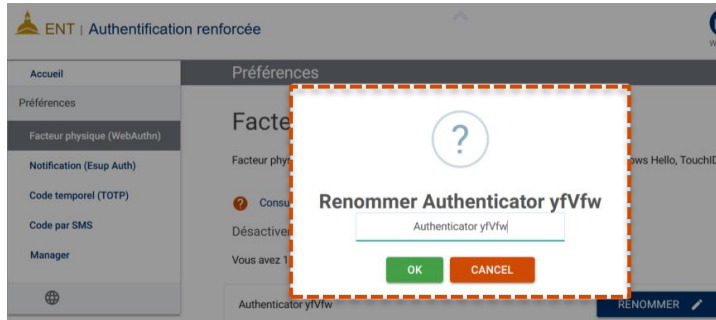 ENT | Authentification renforcée
Accueil
Préférences
Préférences
Facteur physique (WebAuthn)
Notification (Esup Auth)
Code temporel (TOTP)
Code par SMS
Manager
Facte
Facteur phy
ows Hello, TouchID
Consu
Désactiver
Vous avez 1
?
Renommer Authenticator yfVfw
Authenticator yfVfw
OK CANCEL
Authenticator yfVfw
RENOMMER